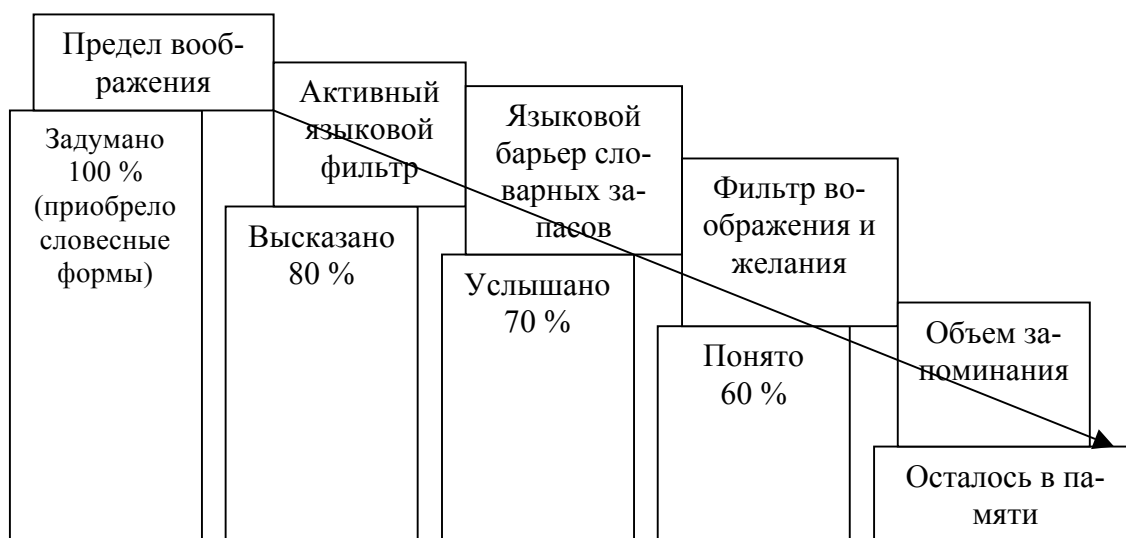 Предел вооб-
ражения
Задумано
100 %
(приобрело
словесные
формы)
Активный
языковой
фильтр
Высказано
80 %
Языковой
барьер сло-
варных за-
пасов
Услышано
70 %
Фильтр во-
ображения и
желания
Понято
60 %
Объем за-
поминания
Осталось в па-
мяти